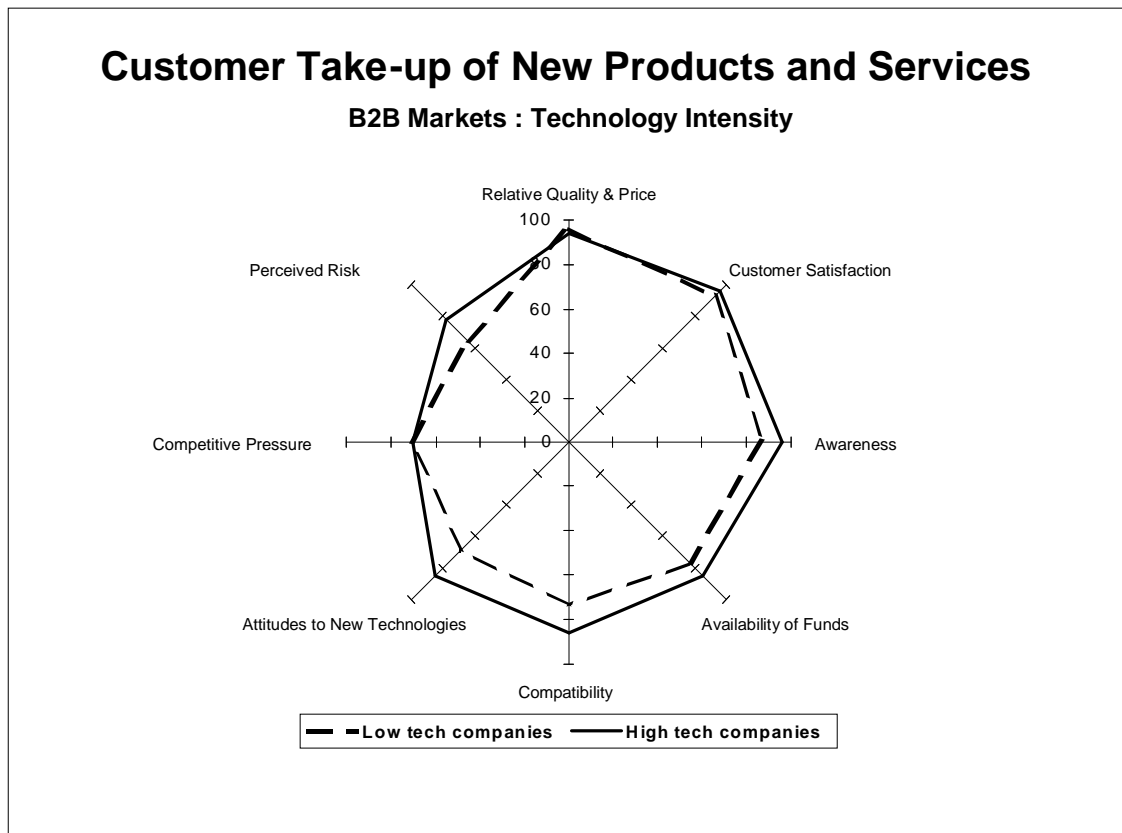 Customer Take-up of New Products and Services
B2B Markets : Technology Intensity
Relative Quality & Price
100
80
60
40
20
0
Customer Satisfaction
Perceived Risk
Awareness
Competitive Pressure
Availability of Funds
Attitudes to New Technologies
Compatibility
Low tech companies High tech companies